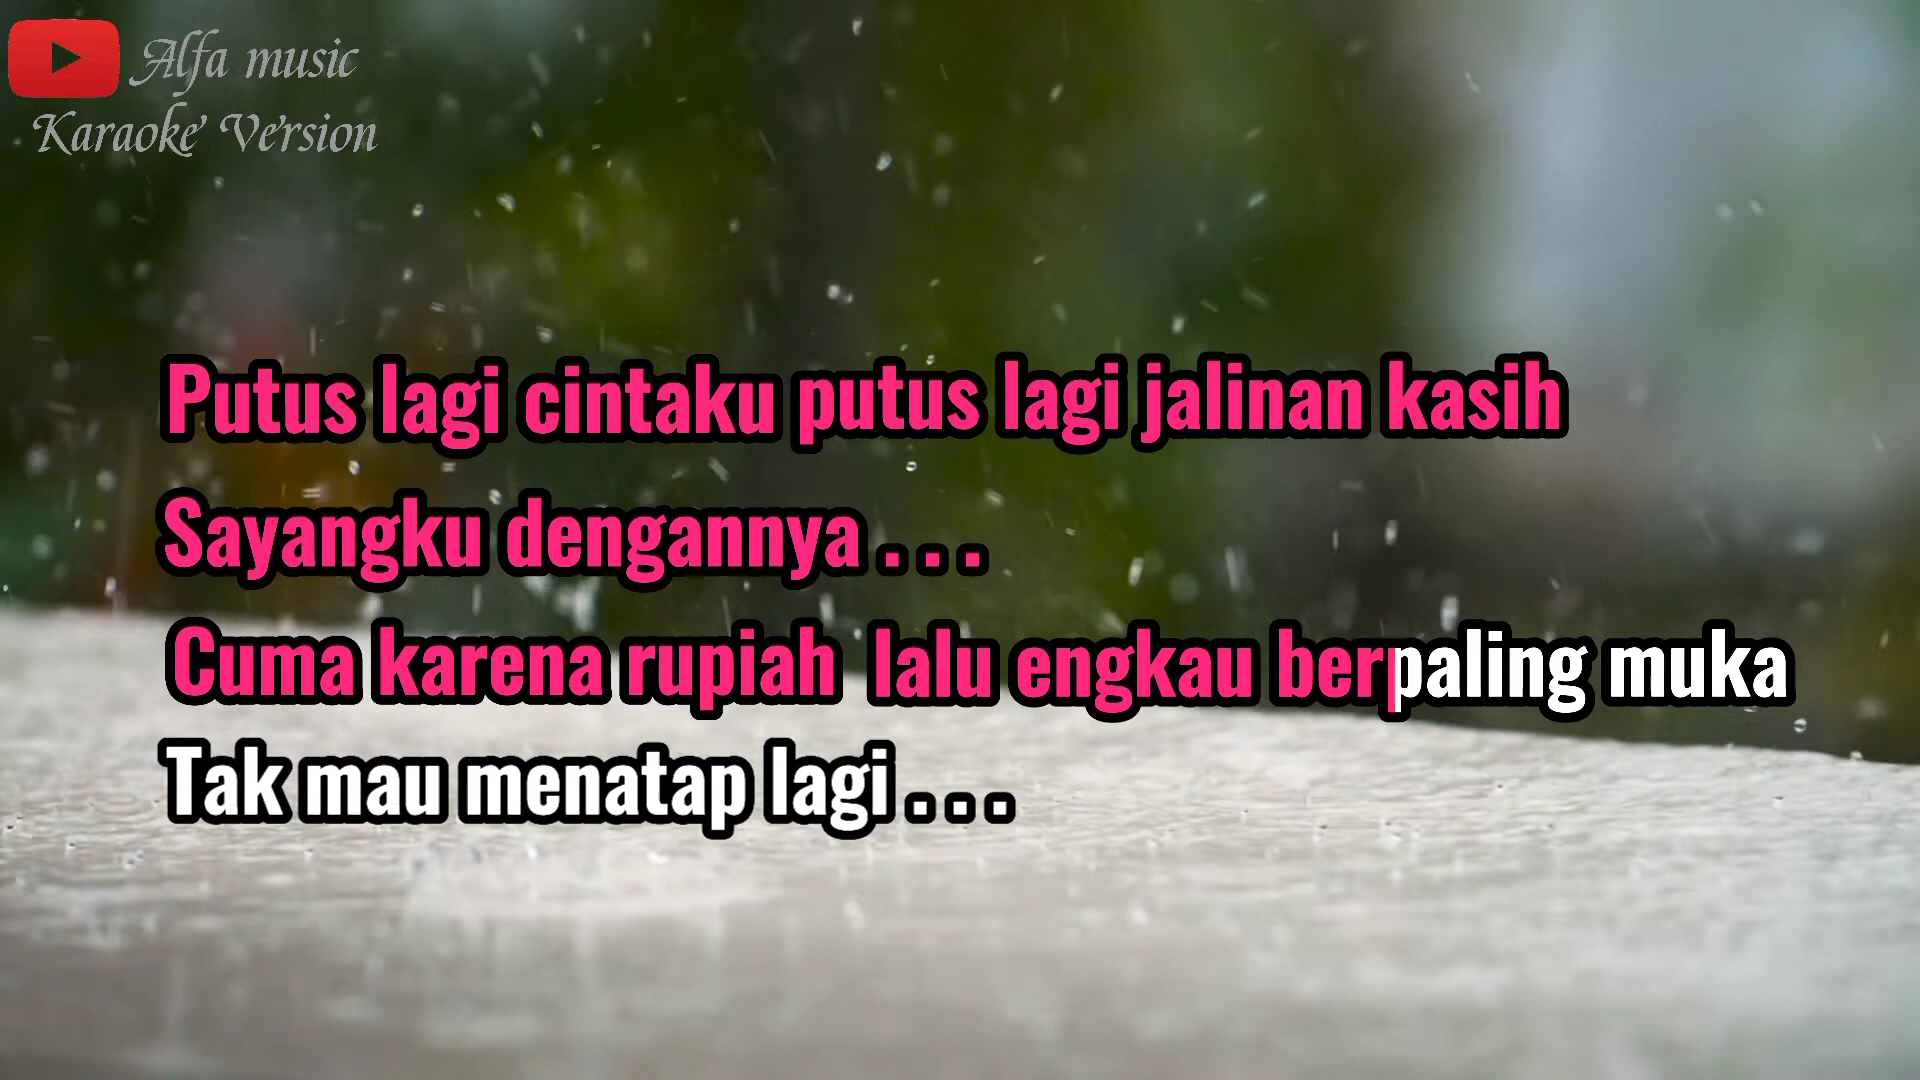 Alfa music
Karaoke Version
Putus lagi cintaku putus lagi jalinan kasih
Sayangku dengannya . . .
Cuma karena rupiah lalu engkau berpaling muka
Tak mau menatap lagi . . .